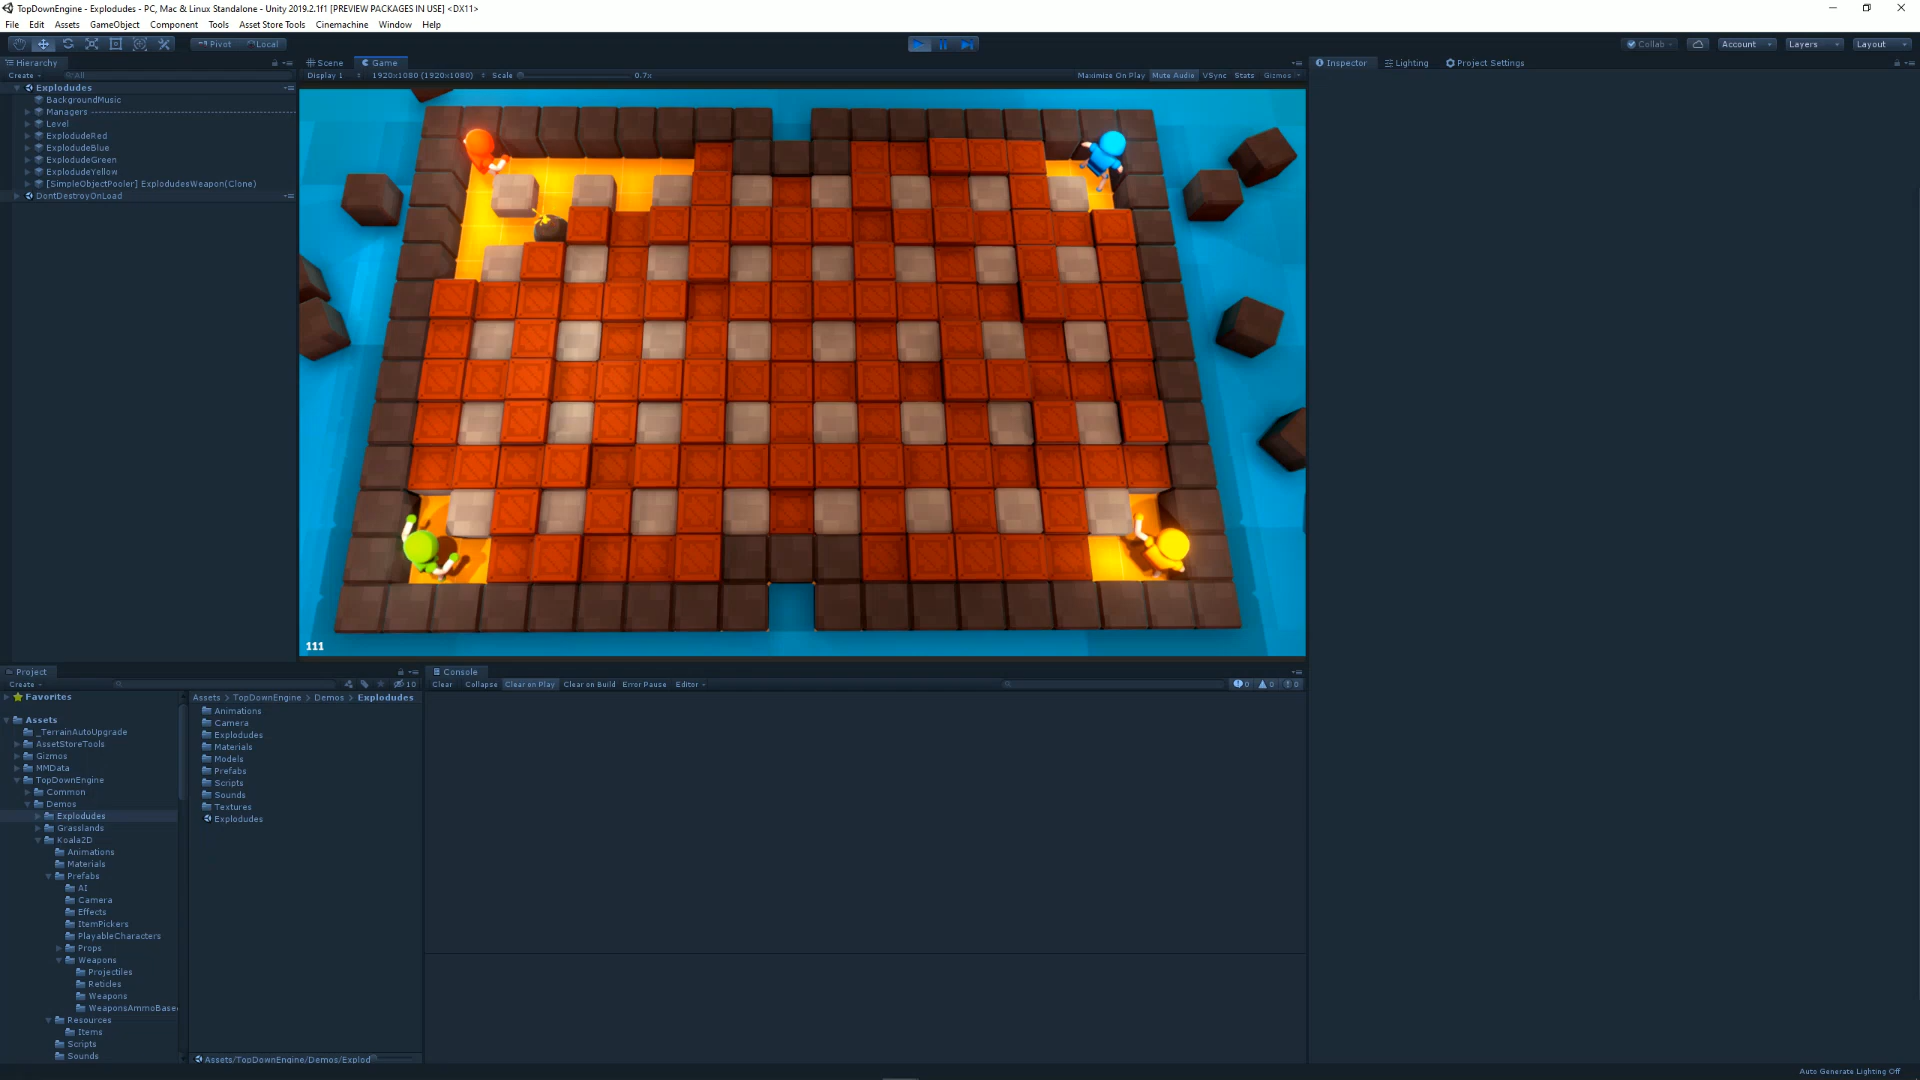 TopDownEngine - Explodudes - PC, Mac & Linux Standalone - Unity 2019.2.1f1 [PREVIEW PACKAGES IN USE] <DX11>
File Edit Assets GameObject Component Tools Asset Store Tools Cinemachine Window Help
Pivot Local
Collab Account Layers Layout
Hierarchy
Create All
Explodudes
BackgroundMusic
Managers
Level
ExplodudeRed
ExplodudeBlue
ExplodudeGreen
ExplodudeYellow
[SimpleObjectPooler] ExplodudesWeapon(Clone)
DontDestroyOnLoad
Scene Game
Display 1 1920x1080 (1920x1080) Scale 0.7x Maximize On Play Mute Audio VSync Stats Gizmos
111
Inspector Lighting Project Settings
Project
Create 10
Favorites
Assets
_TerrainAutoUpgrade
AssetStoreTools
Gizmos
MMData
TopDownEngine
Common
Demos
Explodudes
Grasslands
Koala2D
Animations
Materials
Prefabs
AI
Camera
Effects
ItemPickers
PlayableCharacters
Props
Weapons
Projectiles
Reticles
Weapons
WeaponsAmmoBase
Resources
Items
Scripts
Sounds
Assets > TopDownEngine > Demos > Explodudes
Animations
Camera
Explodudes
Materials
Models
Prefabs
Scripts
Sounds
Textures
Explodudes
Assets/TopDownEngine/Demos/Explod
Console
Clear Collapse Clear on Play Clear on Build Error Pause Editor 0 0 0
Auto Generate Lighting Off